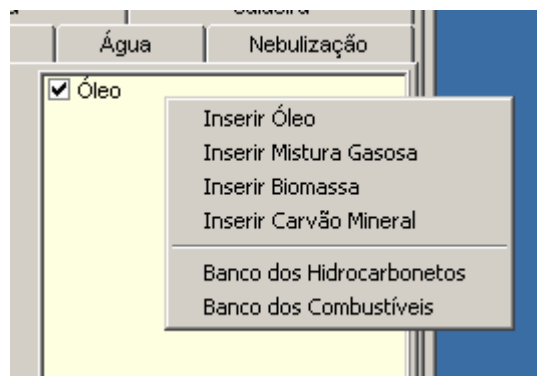 Água Nebulização
Óleo
Inserir Óleo
Inserir Mistura Gasosa
Inserir Biomassa
Inserir Carvão Mineral
Banco dos Hidrocarbonetos
Banco dos Combustíveis